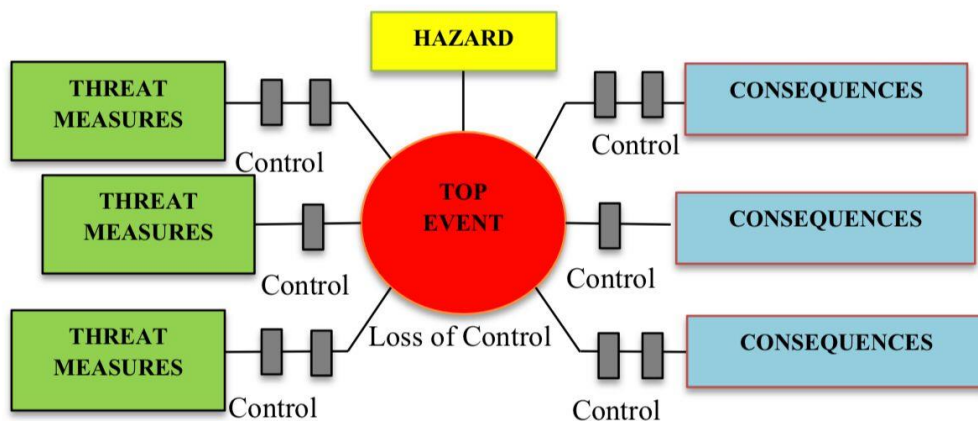 HAZARD
THREAT
MEASURES
CONSEQUENCES
Control
Control
THREAT
MEASURES
TOP
EVENT
CONSEQUENCES
Control
Control
THREAT
MEASURES
Loss of Control
CONSEQUENCES
Control
Control